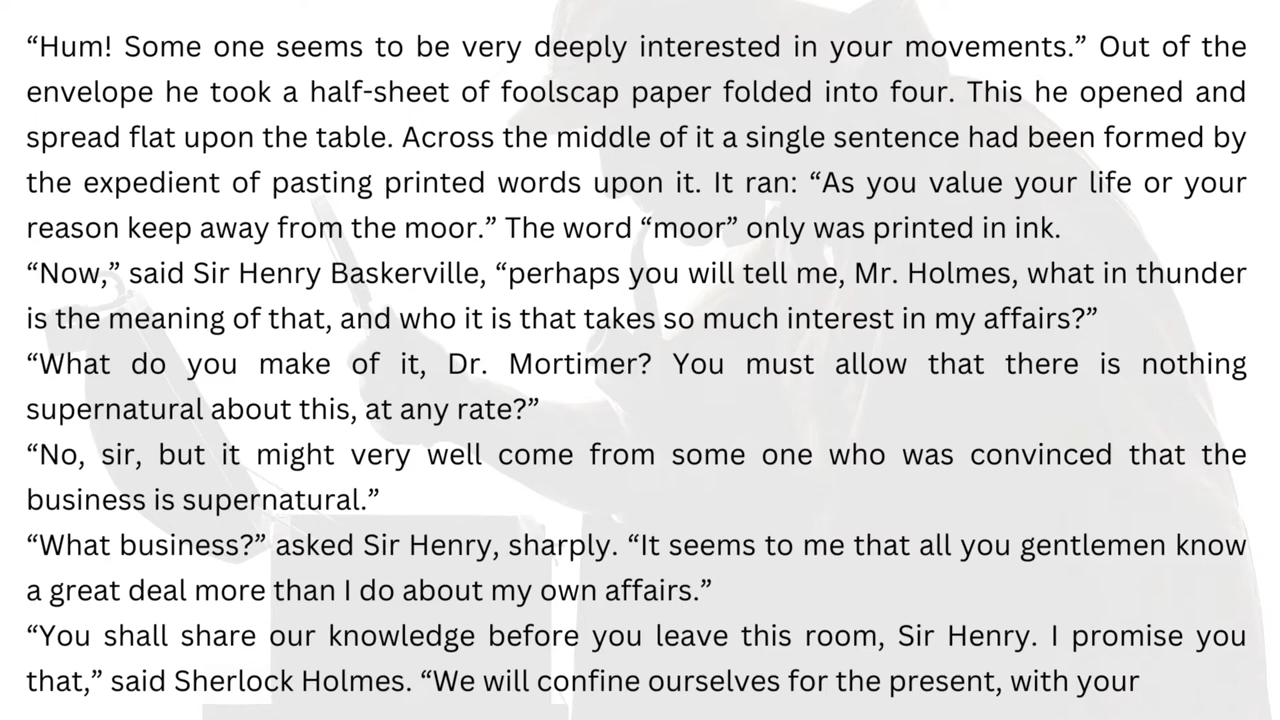 “Hum! Some one seems to be very deeply interested in your movements.” Out of the
envelope he took a half-sheet of foolscap paper folded into four. This he opened and
spread flat upon the table. Across the middle of it a single sentence had been formed by
the expedient of pasting printed words upon it. It ran: “As you value your life or your
reason keep away from the moor.” The word “moor” only was printed in ink.
“Now,” said Sir Henry Baskerville, “perhaps you will tell me, Mr. Holmes, what in thunder
is the meaning of that, and who it is that takes so much interest in my affairs?”
“What do you make of it, Dr. Mortimer? You must allow that there is nothing
supernatural about this, at any rate?”
“No, sir, but it might very well come from some one who was convinced that the
business is supernatural.”
“What business?” asked Sir Henry, sharply. “It seems to me that all you gentlemen know
a great deal more than I do about my own affairs.”
“You shall share our knowledge before you leave this room, Sir Henry. I promise you
that,” said Sherlock Holmes. “We will confine ourselves for the present, with your